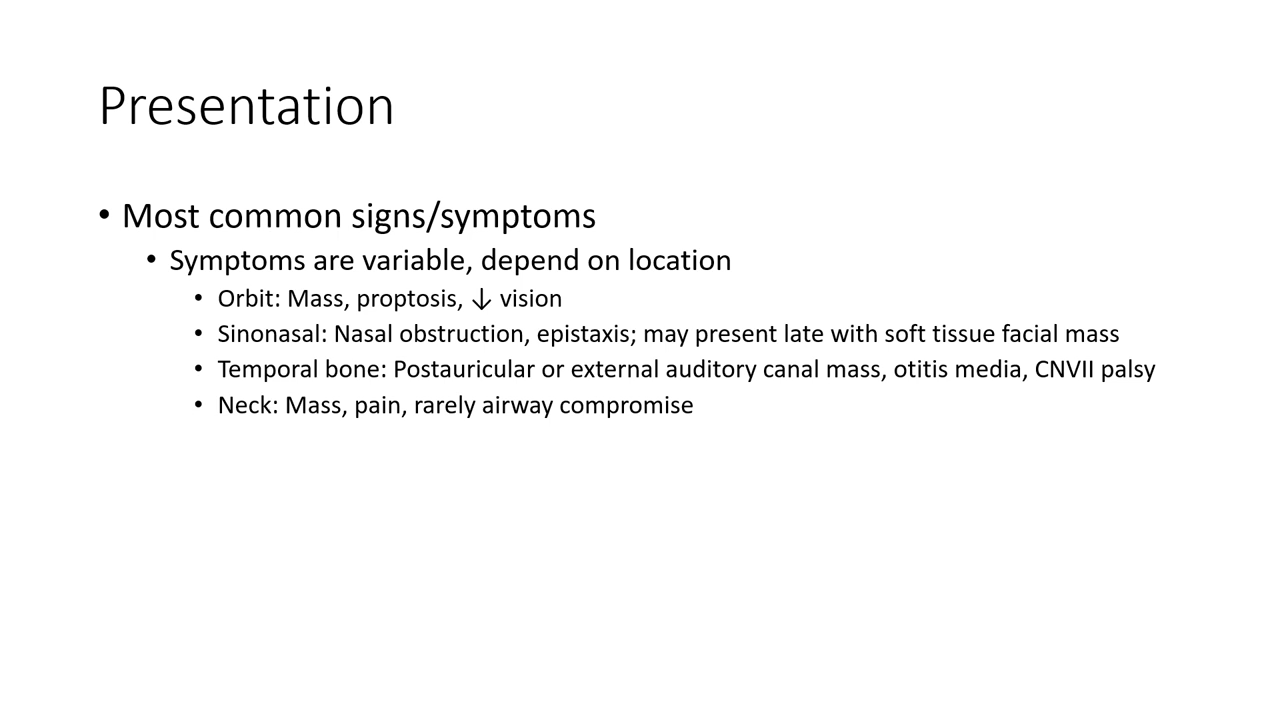 Presentation
• Most common signs/symptoms
• Symptoms are variable, depend on location
• Orbit: Mass, proptosis, ↓ vision
• Sinonasal: Nasal obstruction, epistaxis; may present late with soft tissue facial mass
• Temporal bone: Postauricular or external auditory canal mass, otitis media, CNVII palsy
• Neck: Mass, pain, rarely airway compromise